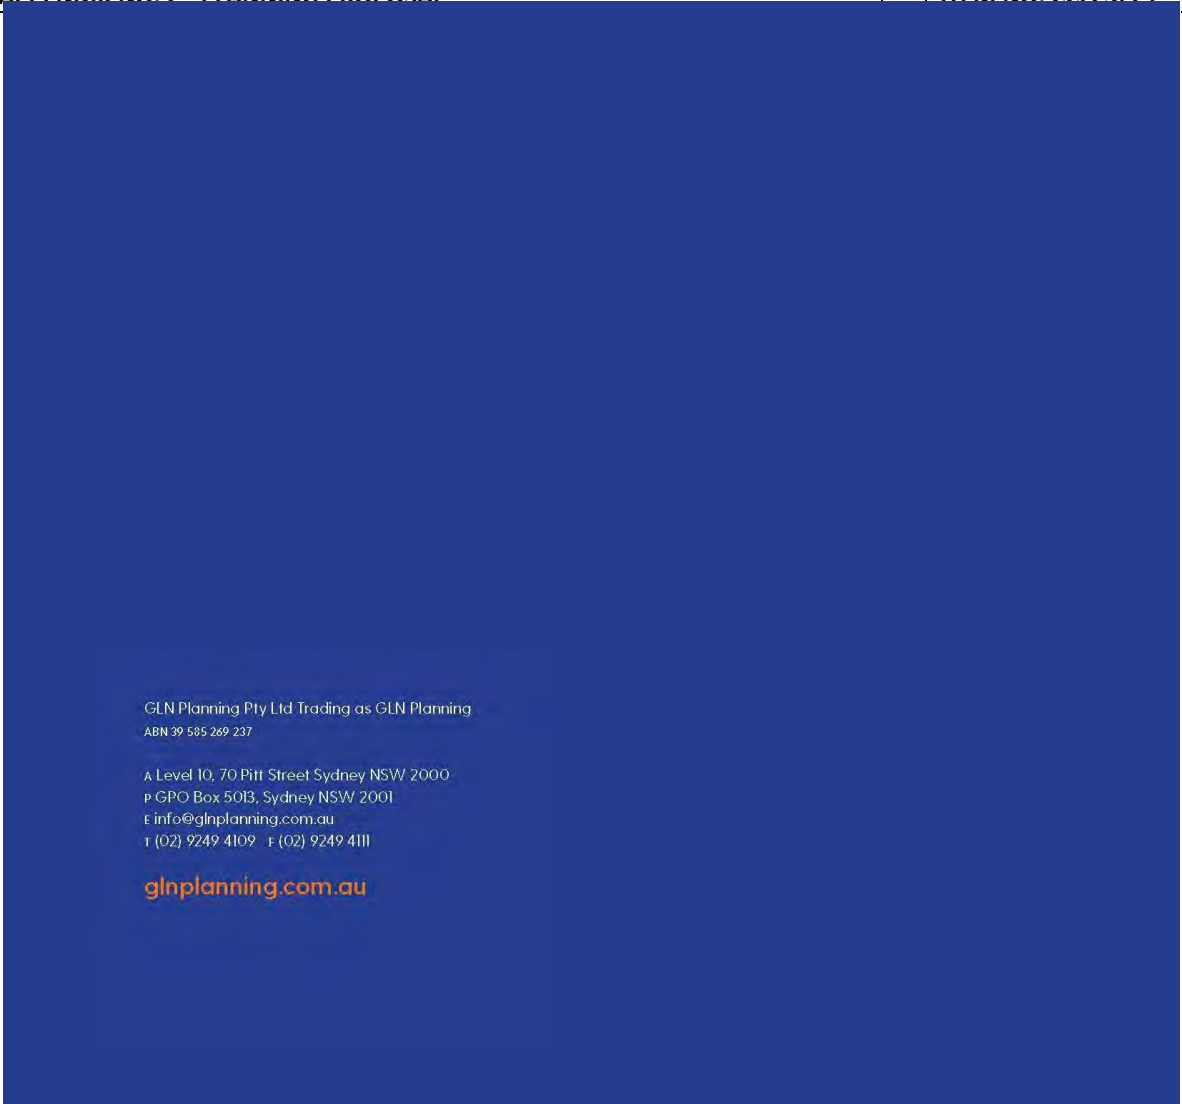 GLN Planning Pty Ltd Trading as GLN Planning
ABN 39 585 269 237
A Level 10, 70 Pitt Street Sydney NSW 2000
P GPO Box 5013, Sydney NSW 2001
E info@glnplanning.com.au
T (02) 9249 4109 F (02) 9249 4111
glnplanning.com.au